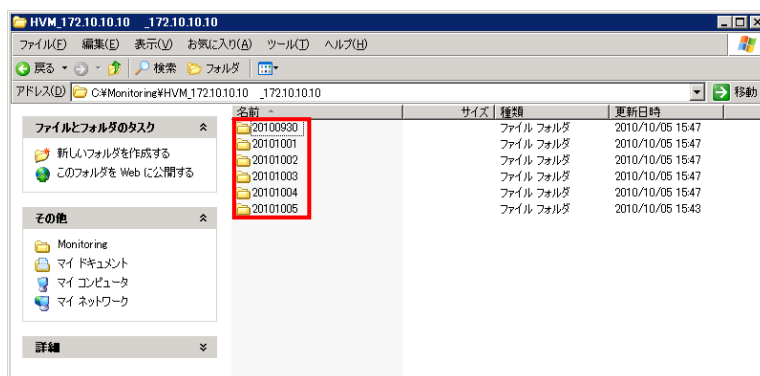 HVM_172.10.10.10 _172.10.10.10
ファイル(F) 編集(E) 表示(V) お気に入り(A) ツール(T) ヘルプ(H)
戻る 検索 フォルダ
アドレス(D) C:¥Monitoring¥HVM_172.10.10.10 _172.10.10.10 移動
名前 サイズ 種類 更新日時
ファイルとフォルダのタスク
新しいフォルダを作成する
このフォルダを Web に公開する
その他
Monitoring
マイ ドキュメント
マイ コンピュータ
マイ ネットワーク
詳細
20100930 ファイル フォルダ 2010/10/05 15:47
20101001 ファイル フォルダ 2010/10/05 15:47
20101002 ファイル フォルダ 2010/10/05 15:47
20101003 ファイル フォルダ 2010/10/05 15:47
20101004 ファイル フォルダ 2010/10/05 15:47
20101005 ファイル フォルダ 2010/10/05 15:43